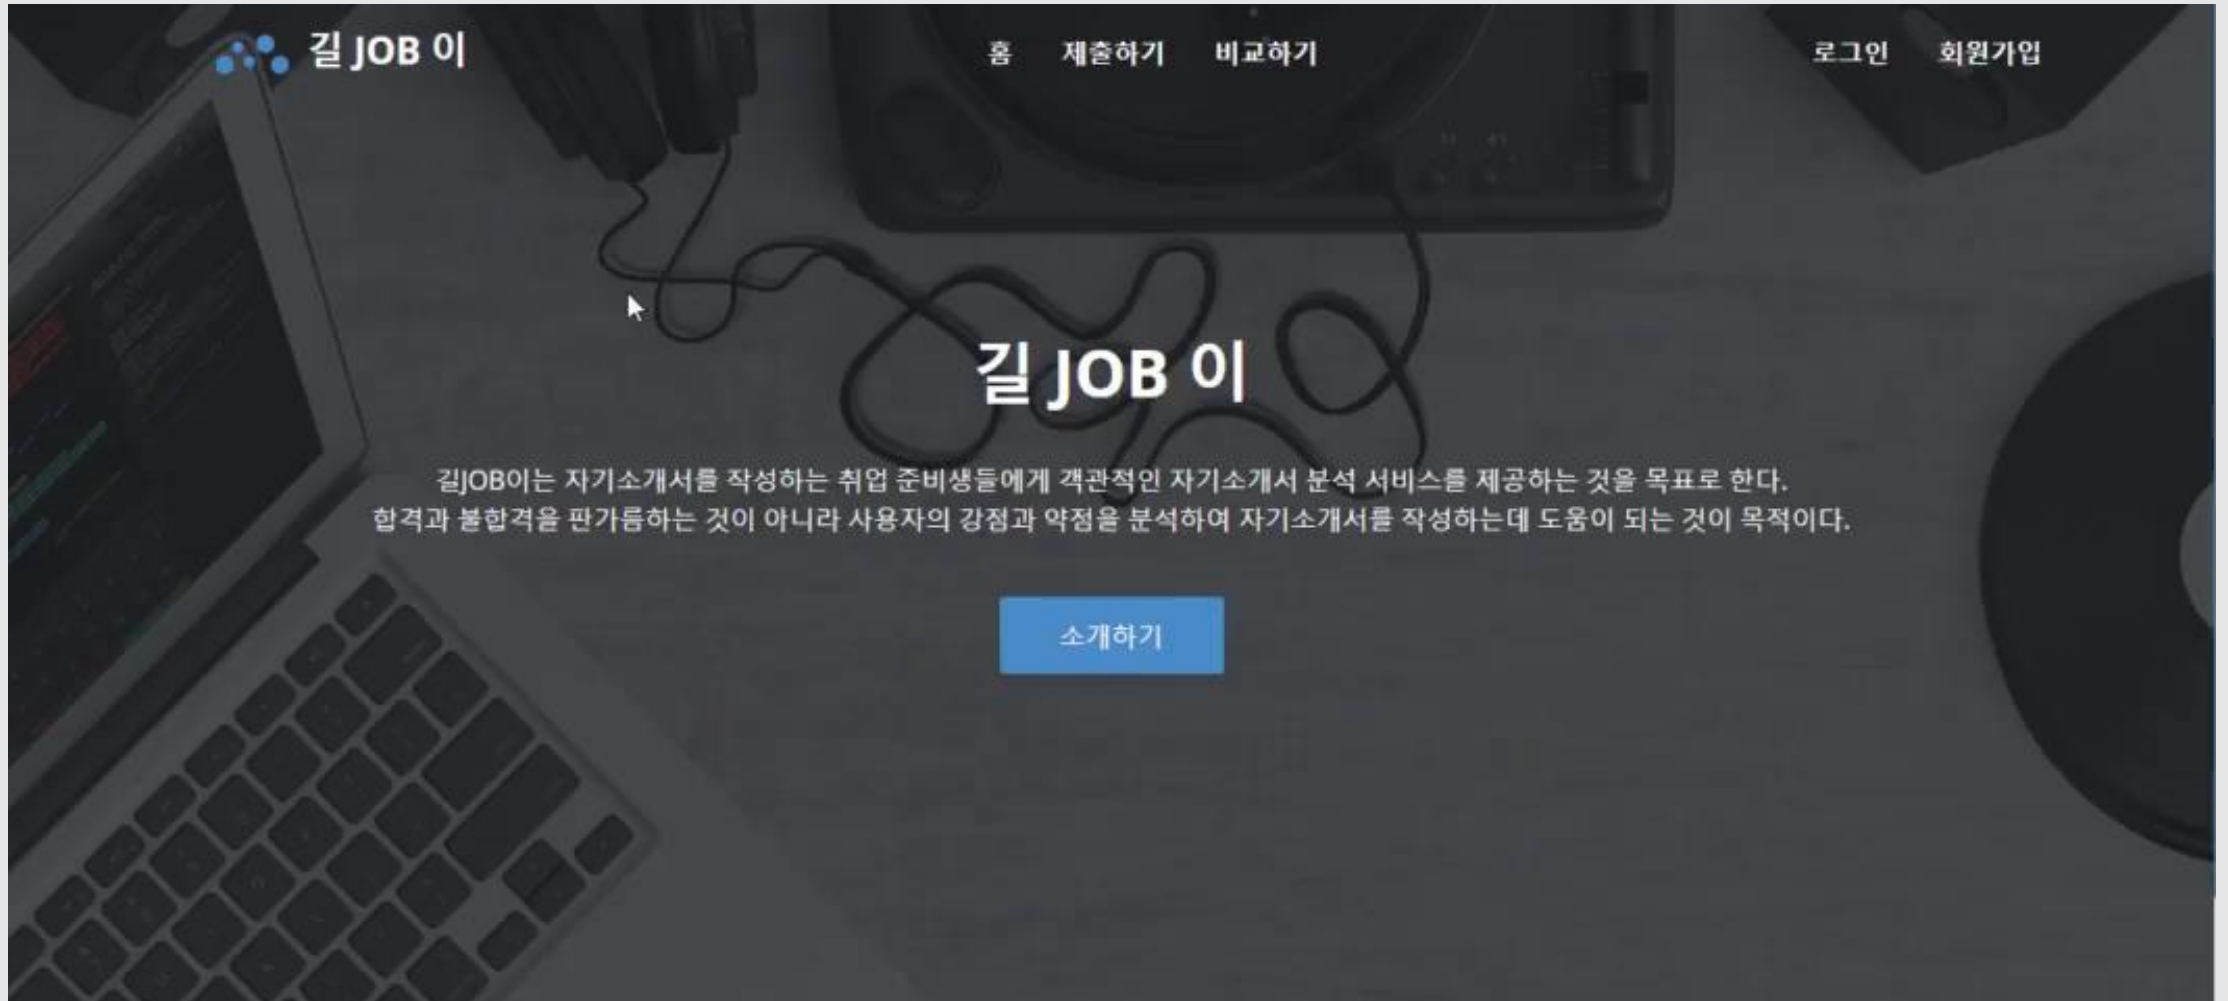 길 JOB 이
홈 제출하기 비교하기
로그인 회원가입
길 JOB 이
길JOB이는 자기소개서를 작성하는 취업 준비생들에게 객관적인 자기소개서 분석 서비스를 제공하는 것을 목표로 한다.
합격과 불합격을 판가름하는 것이 아니라 사용자의 강점과 약점을 분석하여 자기소개서를 작성하는데 도움이 되는 것이 목적이다.
소개하기